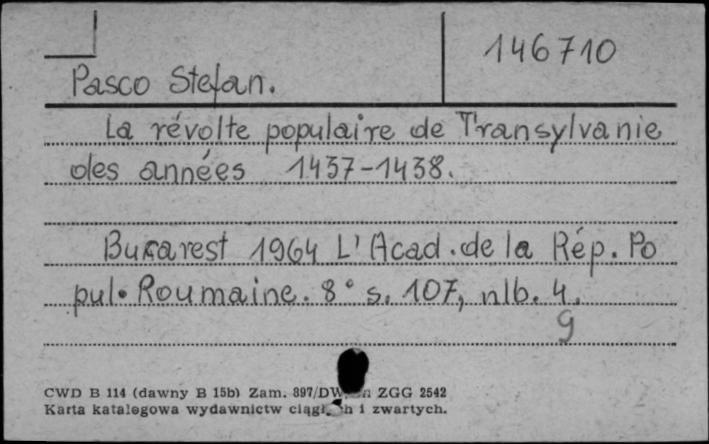 146710
Pasco Stefan.
La révolte populaire de Transylvanie
des années 1437-1438.
Bucarest 1964 L'Acad. de la Rép. Po
pul. Roumaine. 8° s. 107, nlb. 4.
9
CWD B 114 (dawny B 15b) Zam. 897/DW ZGG 2542
Karta katalogowa wydawnictw ciągłych i zwartych.